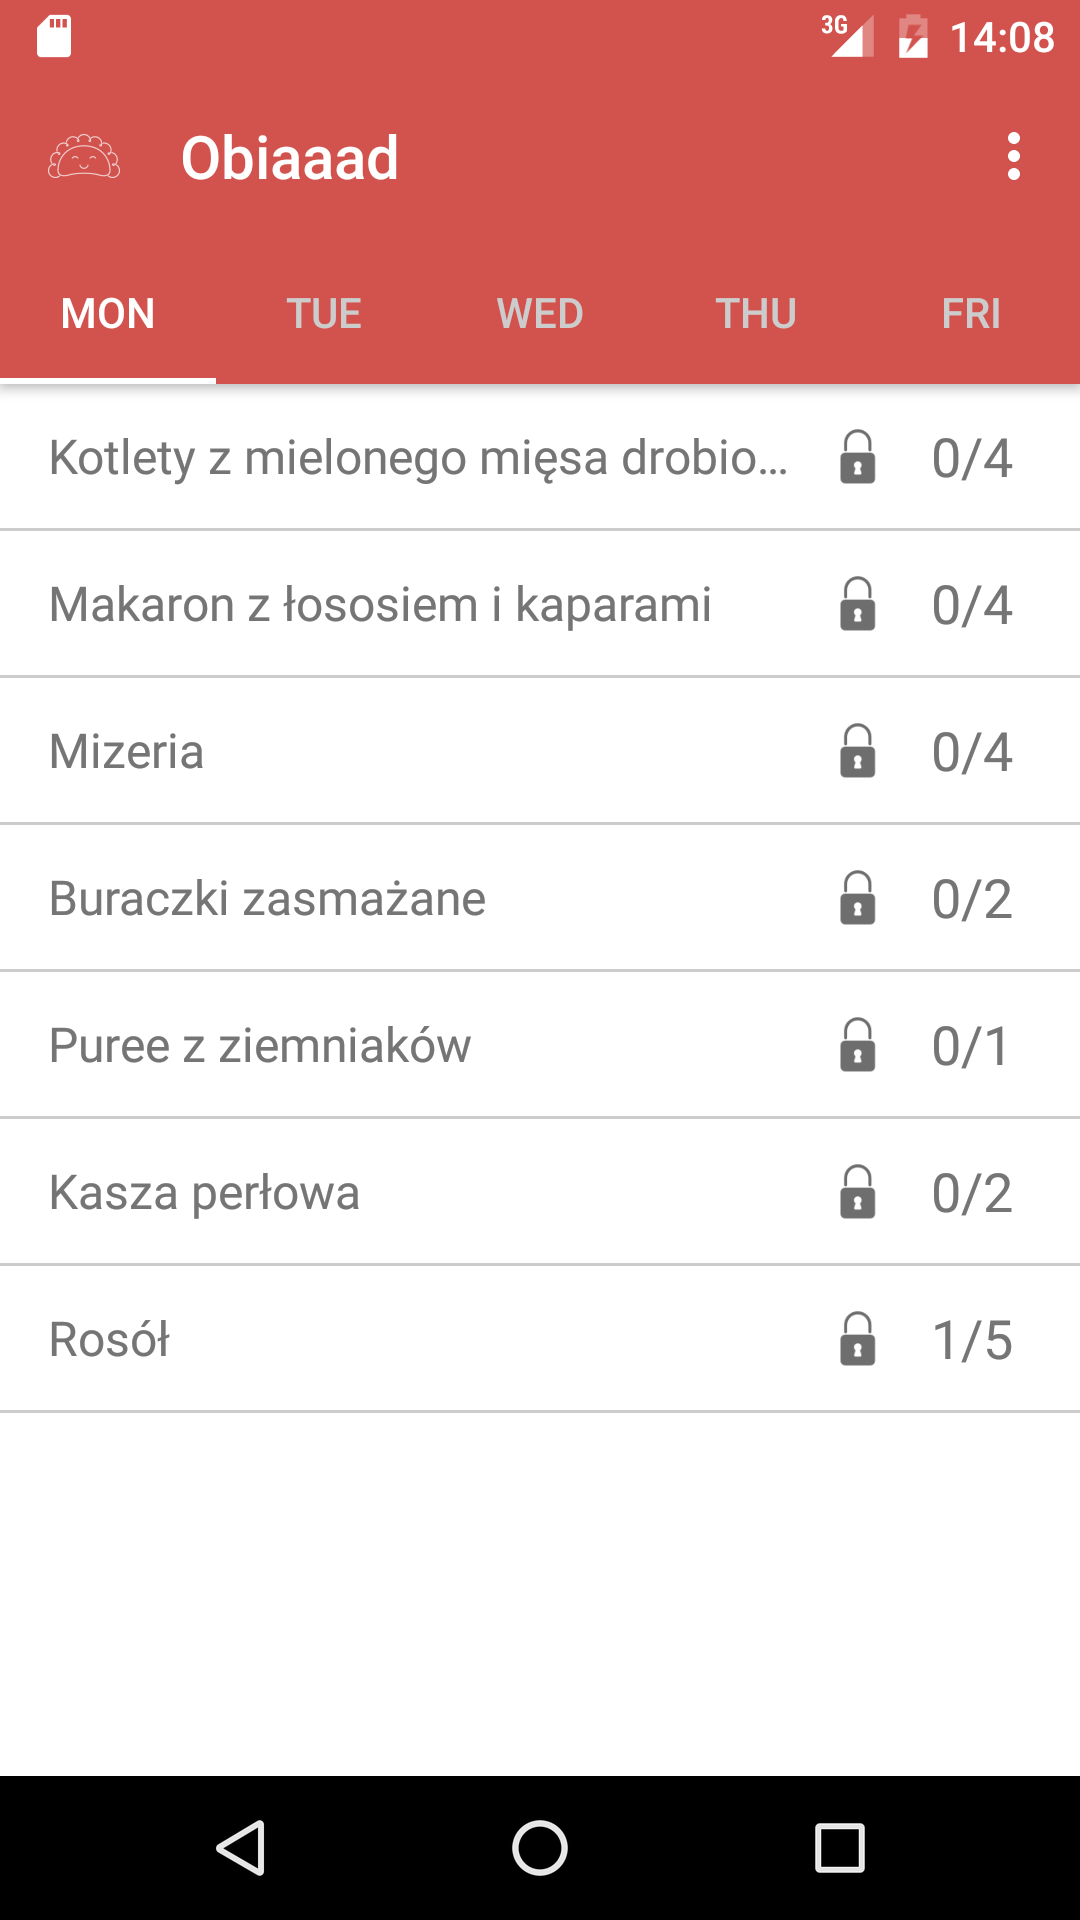 3G 14:08
Obiaaad
MON TUE WED THU FRI
Kotlety z mielonego mięsa drobio... 0/4
Makaron z łososiem i kaparami 0/4
Mizeria 0/4
Buraczki zasmażane 0/2
Puree z ziemniaków 0/1
Kasza perłowa 0/2
Rosół 1/5